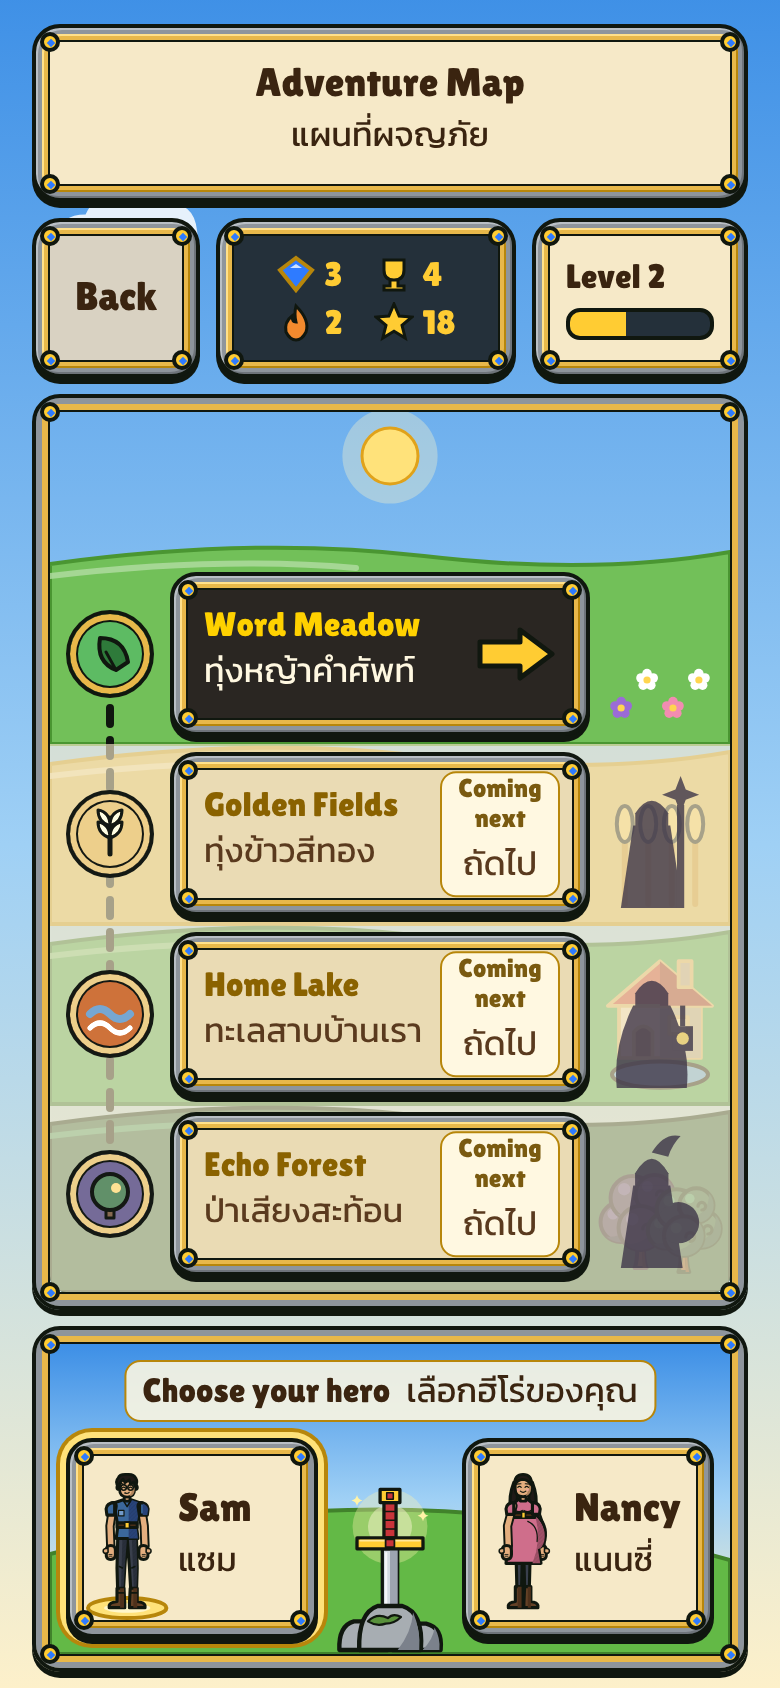 Adventure Map
แผนที่ผจญภัย
Back
3
4
2
18
Level 2
Word Meadow
ทุ่งหญ้าคำศัพท์
Golden Fields
ทุ่งข้าวสีทอง
Coming
next
ถัดไป
Home Lake
ทะเลสาบบ้านเรา
Coming
next
ถัดไป
Echo Forest
ป่าเสียงสะท้อน
Coming
next
ถัดไป
Choose your hero เลือกฮีโร่ของคุณ
Sam
แซม
Nancy
แนนซี่